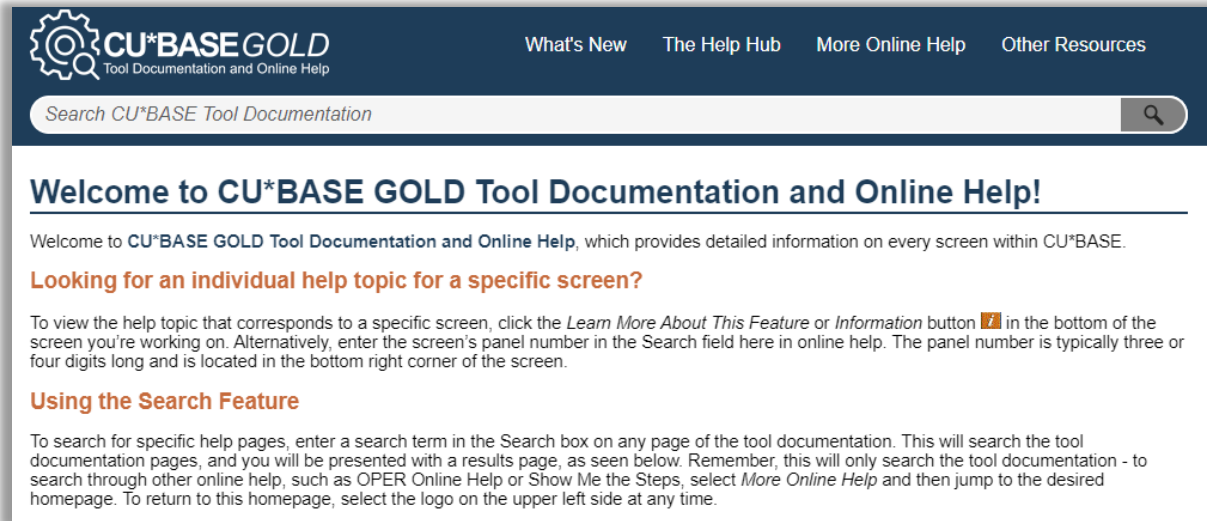 CU*BASE GOLD
Tool Documentation and Online Help
What's New The Help Hub More Online Help Other Resources
Search CU*BASE Tool Documentation
Welcome to CU*BASE GOLD Tool Documentation and Online Help!
Welcome to CU*BASE GOLD Tool Documentation and Online Help, which provides detailed information on every screen within CU*BASE.
Looking for an individual help topic for a specific screen?
To view the help topic that corresponds to a specific screen, click the Learn More About This Feature or Information button i in the bottom of the
screen you're working on. Alternatively, enter the screen's panel number in the Search field here in online help. The panel number is typically three or
four digits long and is located in the bottom right corner of the screen.
Using the Search Feature
To search for specific help pages, enter a search term in the Search box on any page of the tool documentation. This will search the tool
documentation pages, and you will be presented with a results page, as seen below. Remember, this will only search the tool documentation - to
search through other online help, such as OPER Online Help or Show Me the Steps, select More Online Help and then jump to the desired
homepage. To return to this homepage, select the logo on the upper left side at any time.